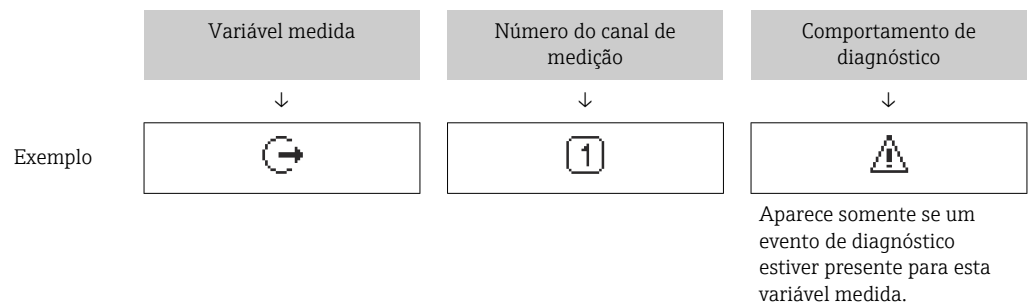 Variável medida
Número do canal de
medição
Comportamento de
diagnóstico
↓ ↓ ↓
Exemplo
1
Aparece somente se um
evento de diagnóstico
estiver presente para esta
variável medida.